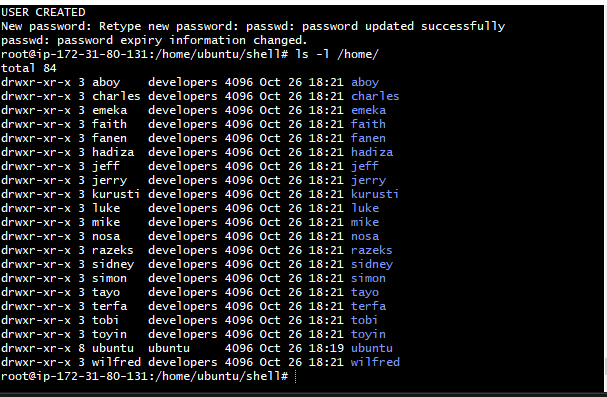 USER CREATED
New password: Retype new password: passwd: password updated successfully
passwd: password expiry information changed.
root@ip-172-31-80-131:/home/ubuntu/shell# ls -l /home/
total 84
drwxr-xr-x 3 aboy    developers 4096 Oct 26 18:21 aboy
drwxr-xr-x 3 charles developers 4096 Oct 26 18:21 charles
drwxr-xr-x 3 emeka   developers 4096 Oct 26 18:21 emeka
drwxr-xr-x 3 faith   developers 4096 Oct 26 18:21 faith
drwxr-xr-x 3 fanen   developers 4096 Oct 26 18:21 fanen
drwxr-xr-x 3 hadiza  developers 4096 Oct 26 18:21 hadiza
drwxr-xr-x 3 jeff    developers 4096 Oct 26 18:21 jeff
drwxr-xr-x 3 jerry   developers 4096 Oct 26 18:21 jerry
drwxr-xr-x 3 kurusti developers 4096 Oct 26 18:21 kurusti
drwxr-xr-x 3 luke    developers 4096 Oct 26 18:21 luke
drwxr-xr-x 3 mike    developers 4096 Oct 26 18:21 mike
drwxr-xr-x 3 nosa    developers 4096 Oct 26 18:21 nosa
drwxr-xr-x 3 razeks  developers 4096 Oct 26 18:21 razeks
drwxr-xr-x 3 sidney  developers 4096 Oct 26 18:21 sidney
drwxr-xr-x 3 simon   developers 4096 Oct 26 18:21 simon
drwxr-xr-x 3 tayo    developers 4096 Oct 26 18:21 tayo
drwxr-xr-x 3 terfa   developers 4096 Oct 26 18:21 terfa
drwxr-xr-x 3 tobi    developers 4096 Oct 26 18:21 tobi
drwxr-xr-x 3 toyin   developers 4096 Oct 26 18:21 toyin
drwxr-xr-x 8 ubuntu  ubuntu     4096 Oct 26 18:19 ubuntu
drwxr-xr-x 3 wilfred developers 4096 Oct 26 18:21 wilfred
root@ip-172-31-80-131:/home/ubuntu/shell#